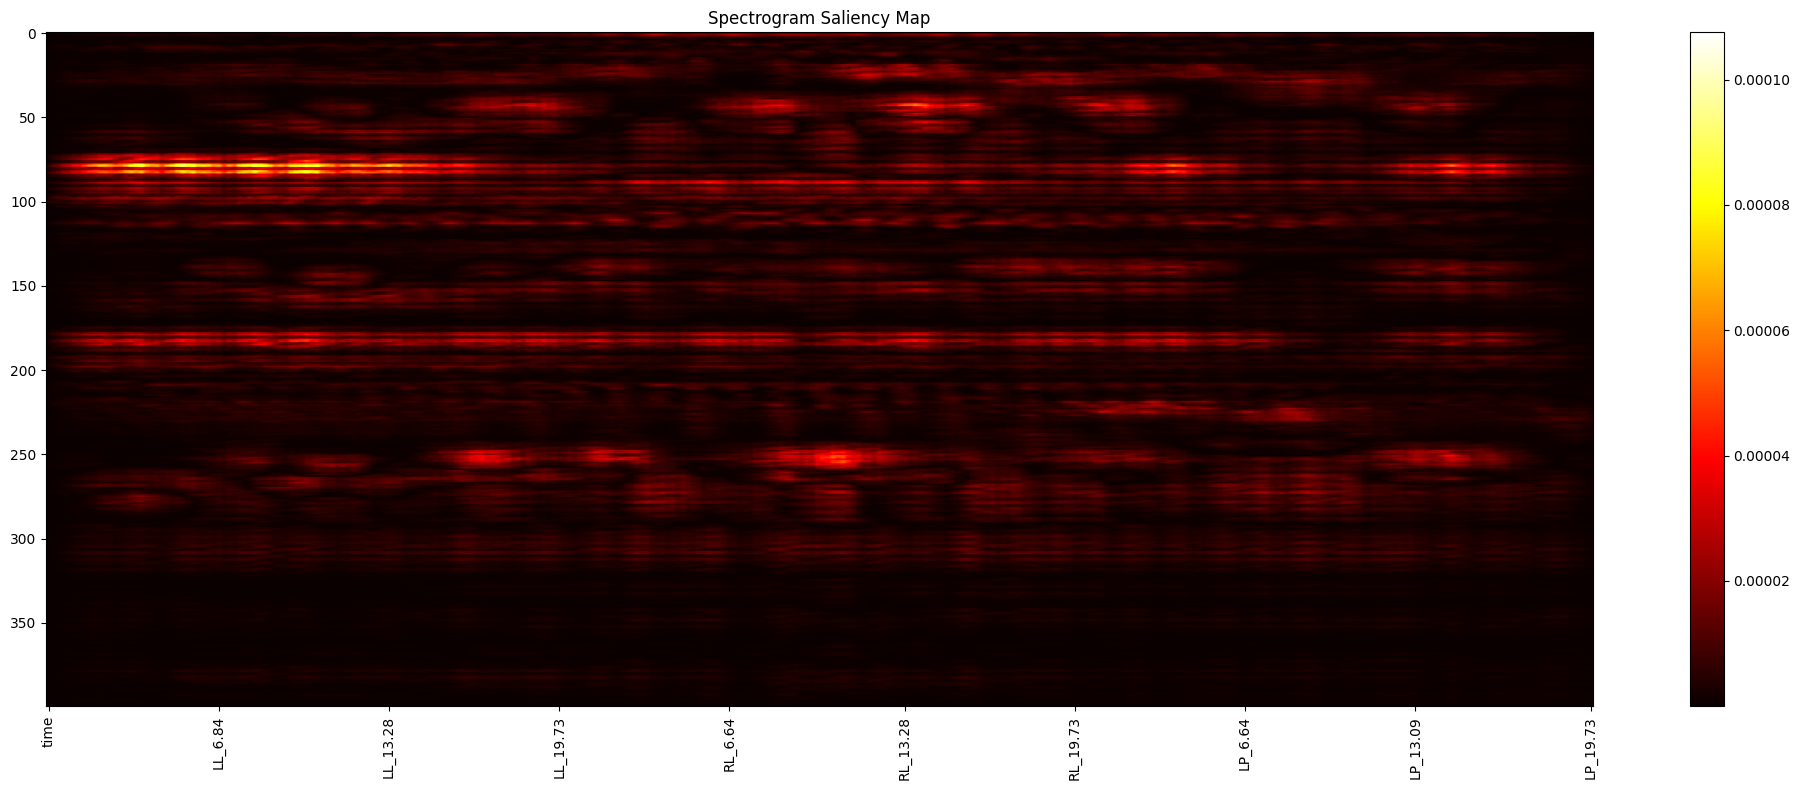 Spectrogram Saliency Map
0
50
100
150
200
250
300
350
time
LL_6.84
LL_13.28
LL_19.73
RL_6.64
RL_13.28
RL_19.73
LP_6.64
LP_13.09
LP_19.73
0.00010
0.00008
0.00006
0.00004
0.00002